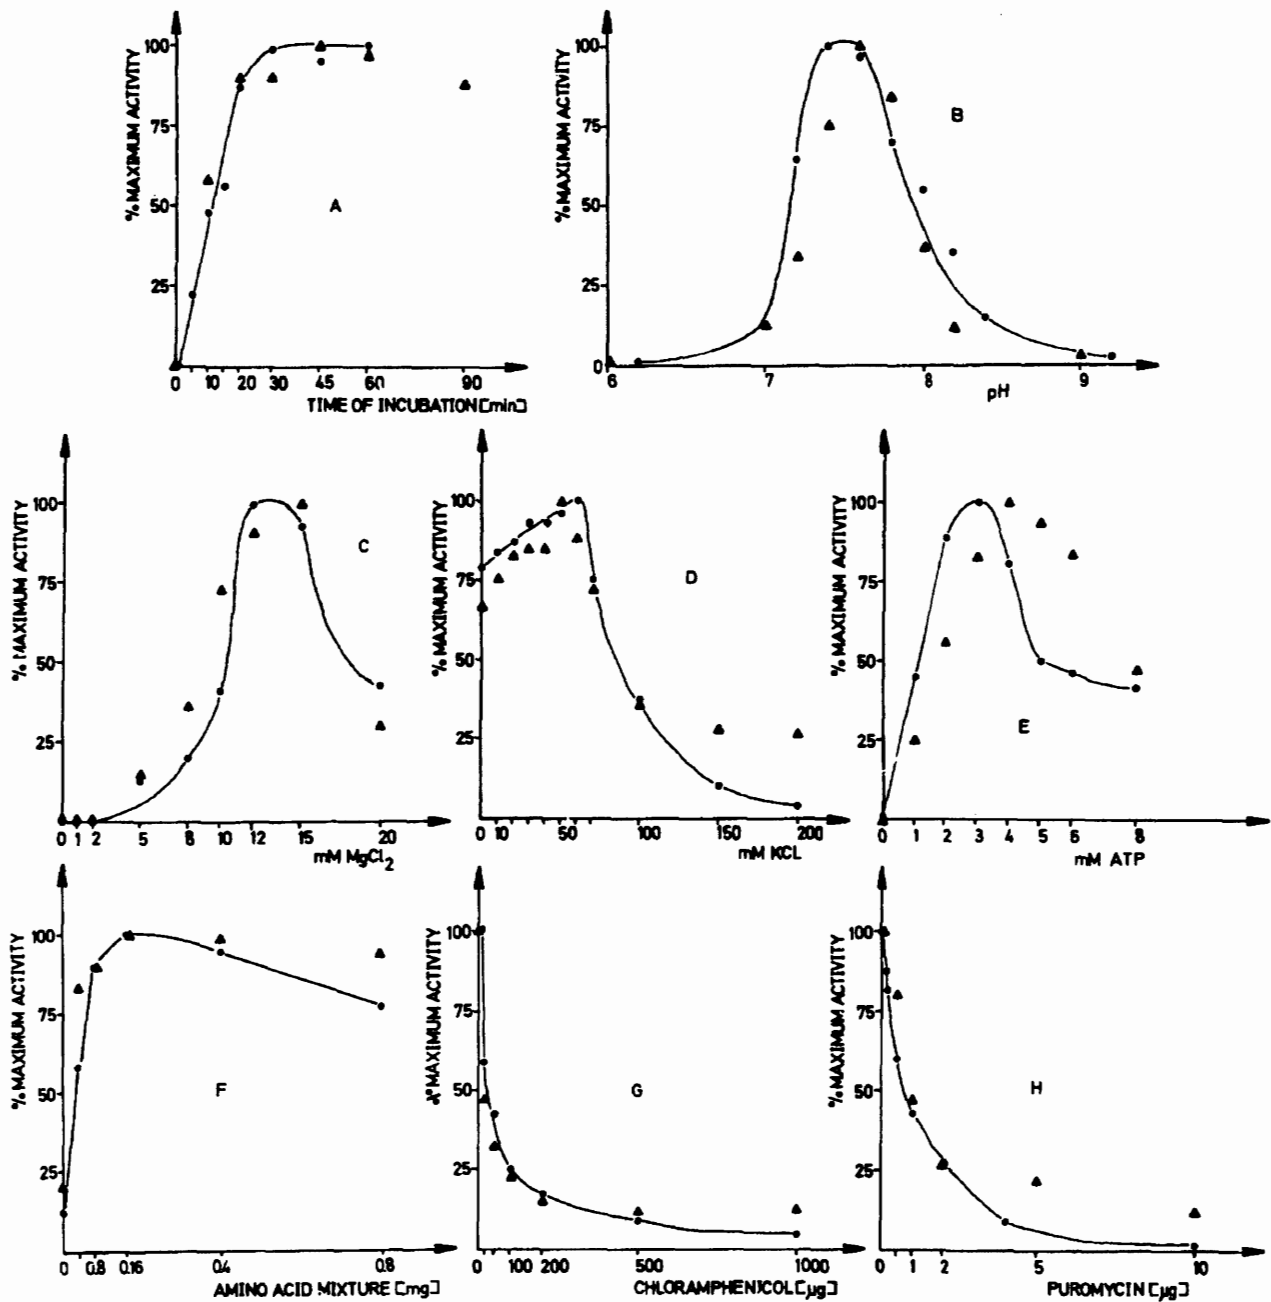 % MAXIMUM ACTIVITY
100
75
50
25
A
0 10 20 30 45 60 90
TIME OF INCUBATION [min]
% MAXIMUM ACTIVITY
100
75
50
25
0
B
6 7 8 9
pH
% MAXIMUM ACTIVITY
100
75
50
25
C
0 1 2 5 8 10 12 15 20
mM MgCl2
% MAXIMUM ACTIVITY
100
75
50
25
D
0 10 50 100 150 200
mM KCL
% MAXIMUM ACTIVITY
100
75
50
25
E
0 1 2 3 4 5 6 8
mM ATP
% MAXIMUM ACTIVITY
100
75
50
25
F
0 0.8 0.16 0.4 0.8
AMINO ACID MIXTURE [mg]
% MAXIMUM ACTIVITY
100
75
50
25
G
0 100 200 500 1000
CHLORAMPHENICOL [µg]
% MAXIMUM ACTIVITY
100
75
50
25
H
0 1 2 5 10
PUROMYCIN [µg]